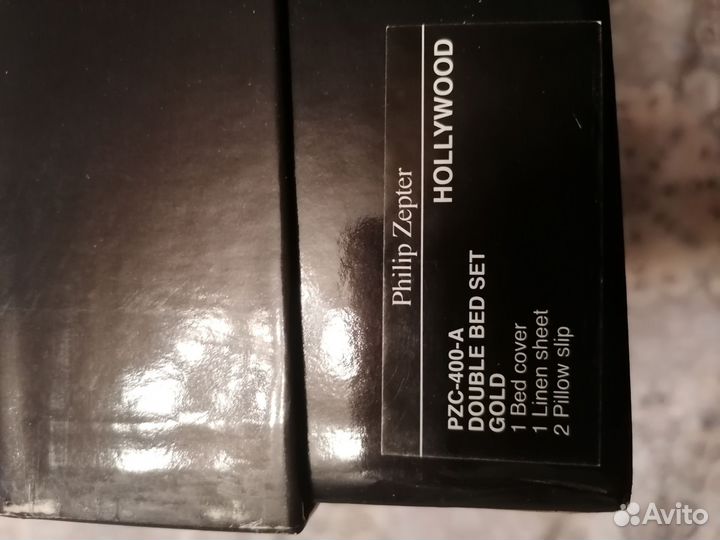 Philip Zepter
PZC-400-A
DOUBLE BED SET
GOLD HOLLYWOOD
1 Bed cover
1 Linen sheet
2 Pillow slip
Avito